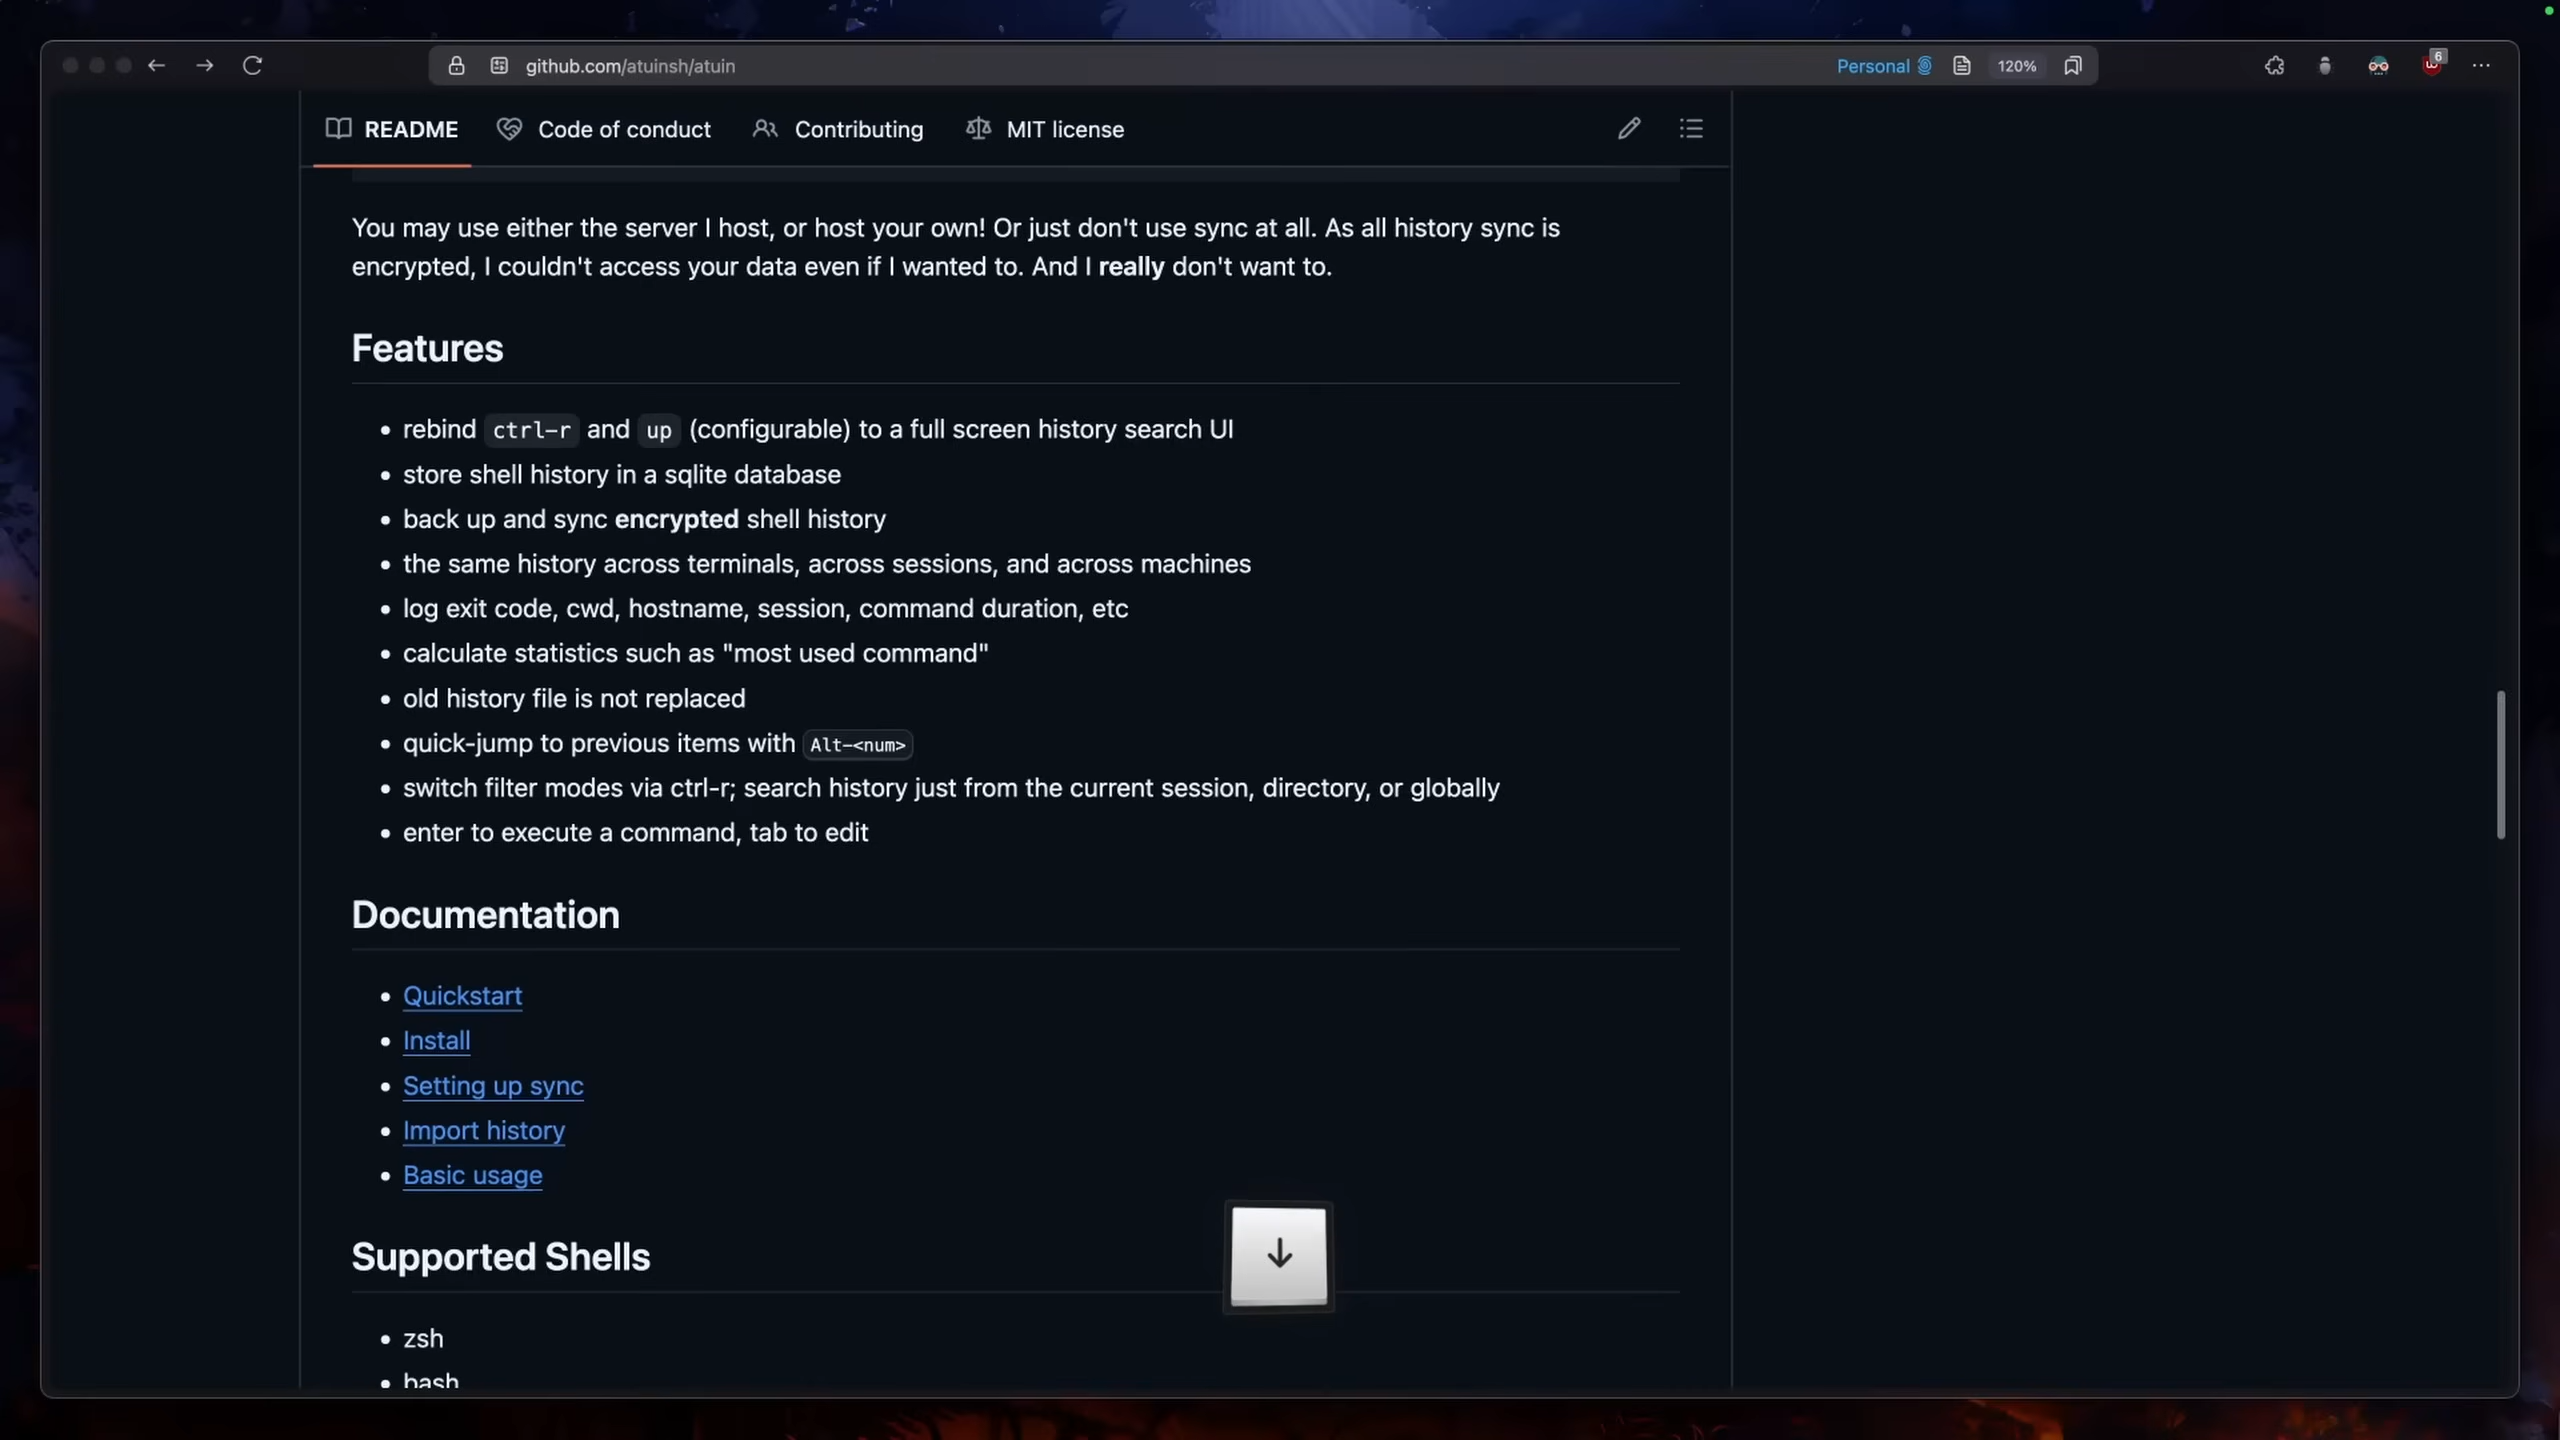 github.com/atuinsh/atuin
Personal
120%
6
README
Code of conduct
Contributing
MIT license
You may use either the server I host, or host your own! Or just don't use sync at all. As all history sync is
encrypted, I couldn't access your data even if I wanted to. And I really don't want to.
Features
rebind ctrl-r and up (configurable) to a full screen history search UI
store shell history in a sqlite database
back up and sync encrypted shell history
the same history across terminals, across sessions, and across machines
log exit code, cwd, hostname, session, command duration, etc
calculate statistics such as "most used command"
old history file is not replaced
quick-jump to previous items with Alt-<num>
switch filter modes via ctrl-r; search history just from the current session, directory, or globally
enter to execute a command, tab to edit
Documentation
Quickstart
Install
Setting up sync
Import history
Basic usage
Supported Shells
zsh
bash